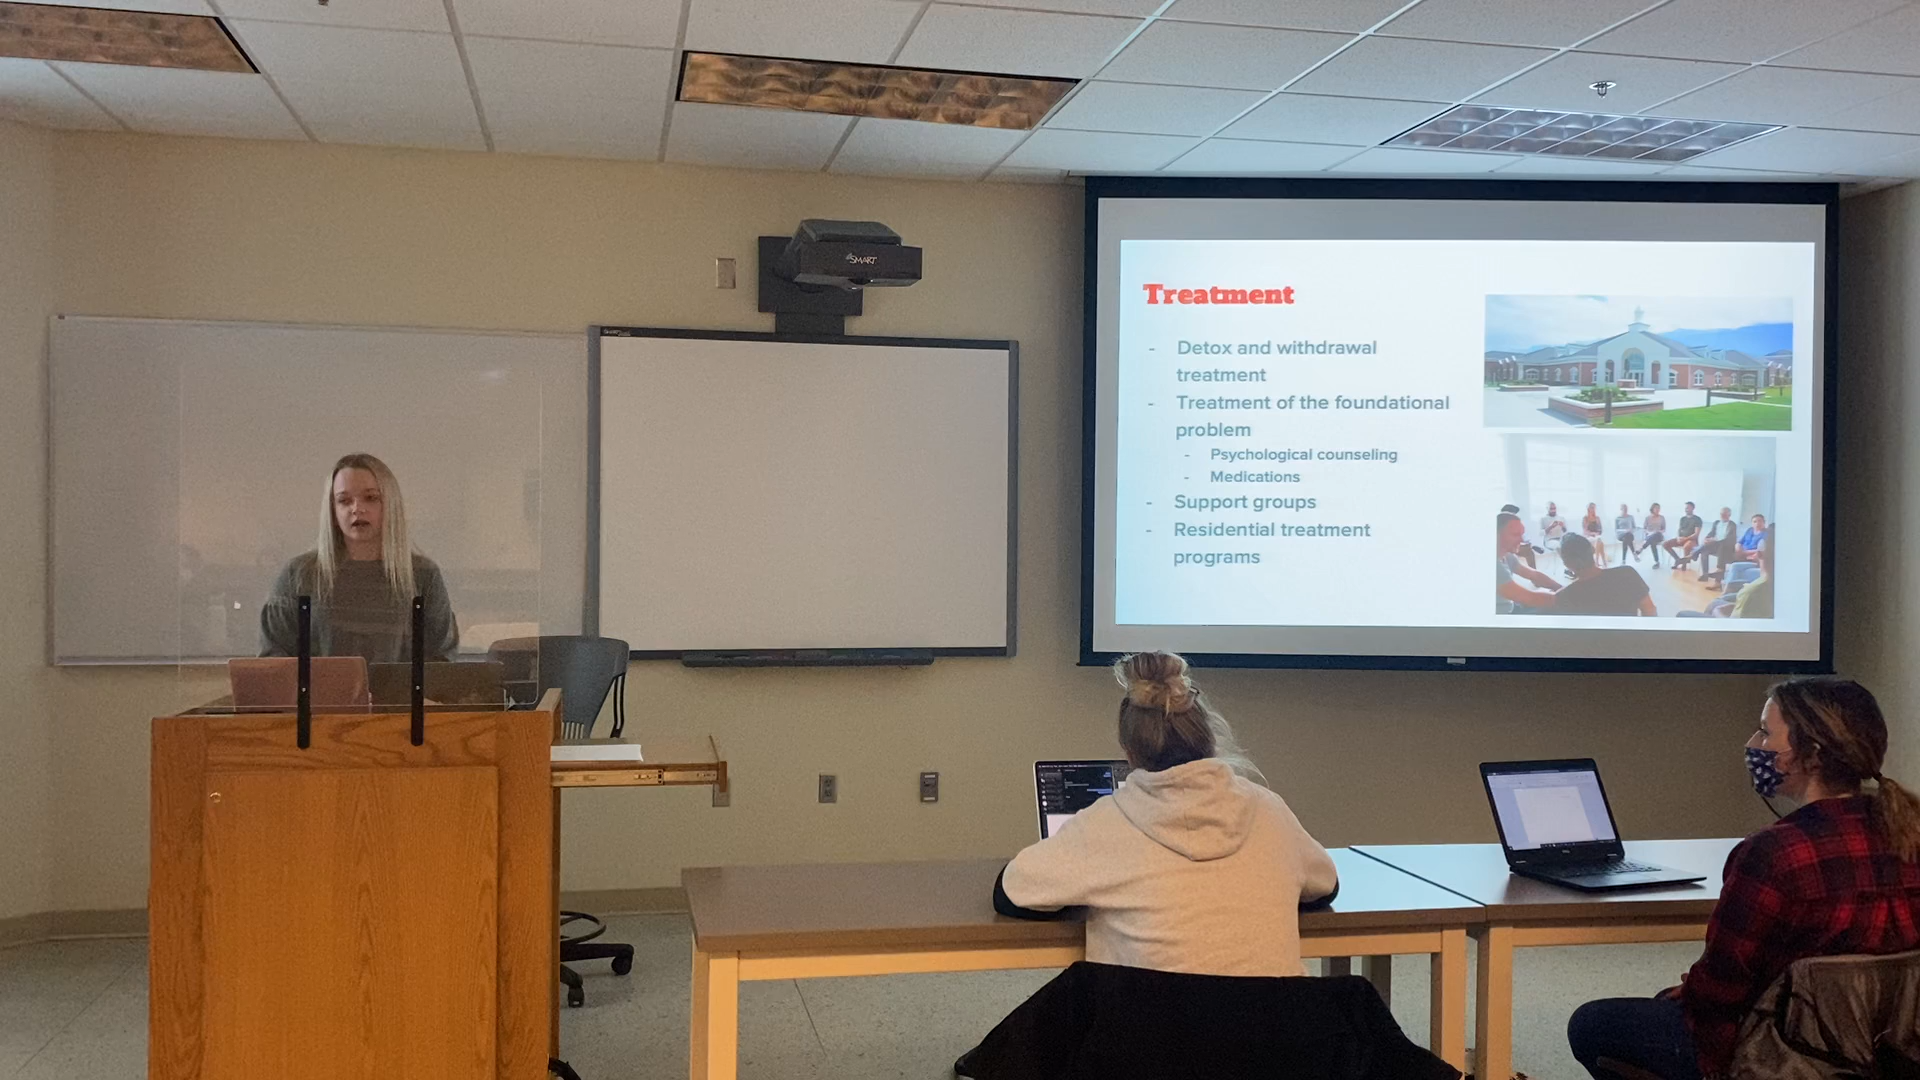 SMART
Treatment
- Detox and withdrawal
treatment
- Treatment of the foundational
problem
- Psychological counseling
- Medications
- Support groups
- Residential treatment
programs